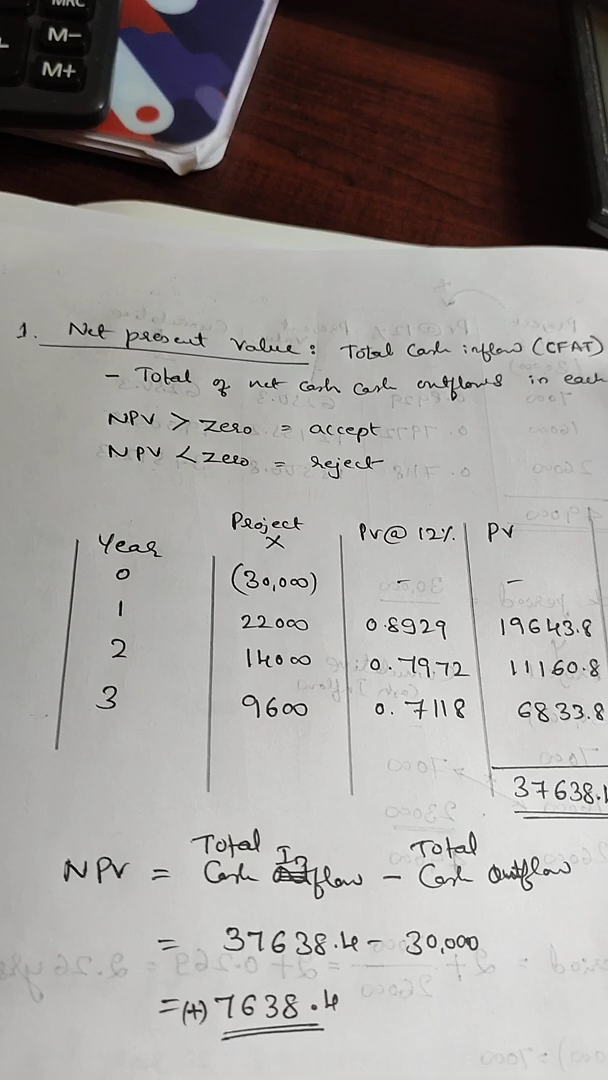 MRC
M-
M+
1. Net present value: Total Cash inflow (CFAT)
- Total of net cash cash outflows in each
NPV > zero = accept
NPV < zero = reject
Year Project X PV@ 12% PV
0 (30,000) - -
1 22000 0.8929 19643.8
2 14000 0.7972 11160.8
3 9600 0.7118 6833.8
37638.
NPV = Total Cash Inflow - Total Cash Outflow
= 37638.4 - 30,000
= (+) 7638.4